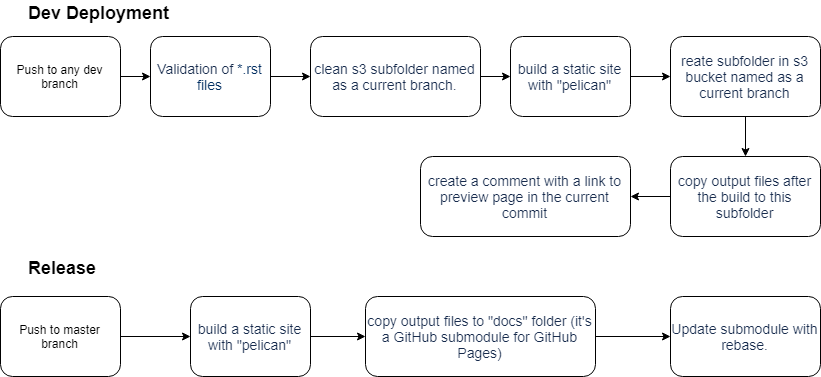 Dev Deployment
Push to any dev
branch
Validation of *.rst
files
clean s3 subfolder named
as a current branch.
build a static site
with "pelican"
reate subfolder in s3
bucket named as a
current branch
create a comment with a link to
preview page in the current
commit
copy output files after
the build to this
subfolder
Release
Push to master
branch
build a static site
with "pelican"
copy output files to "docs" folder (it's
a GitHub submodule for GitHub
Pages)
Update submodule with
rebase.